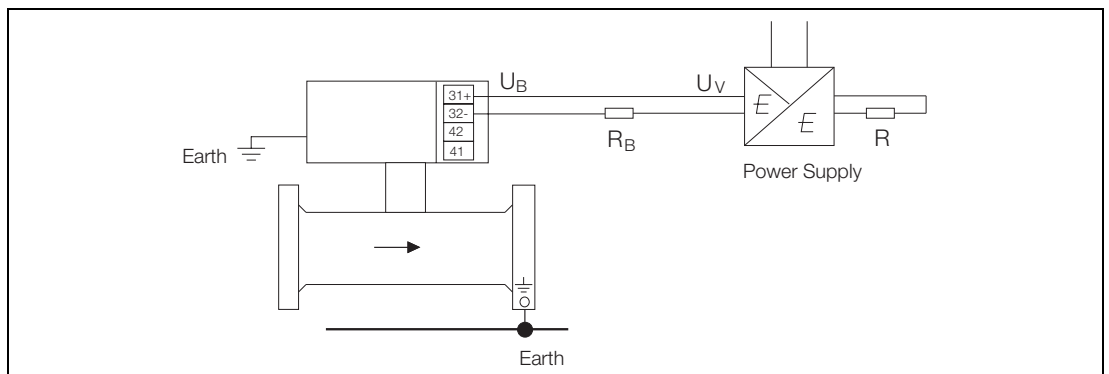 31+
32-
42
41
U_B
U_V
R_B
E
E
R
Power Supply
Earth
Earth